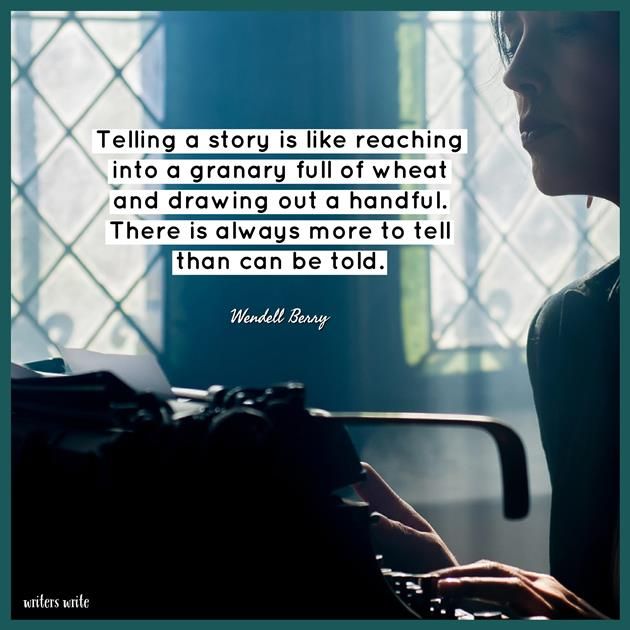 Telling a story is like reaching
into a granary full of wheat
and drawing out a handful.
There is always more to tell
than can be told.
Wendell Berry
writers write